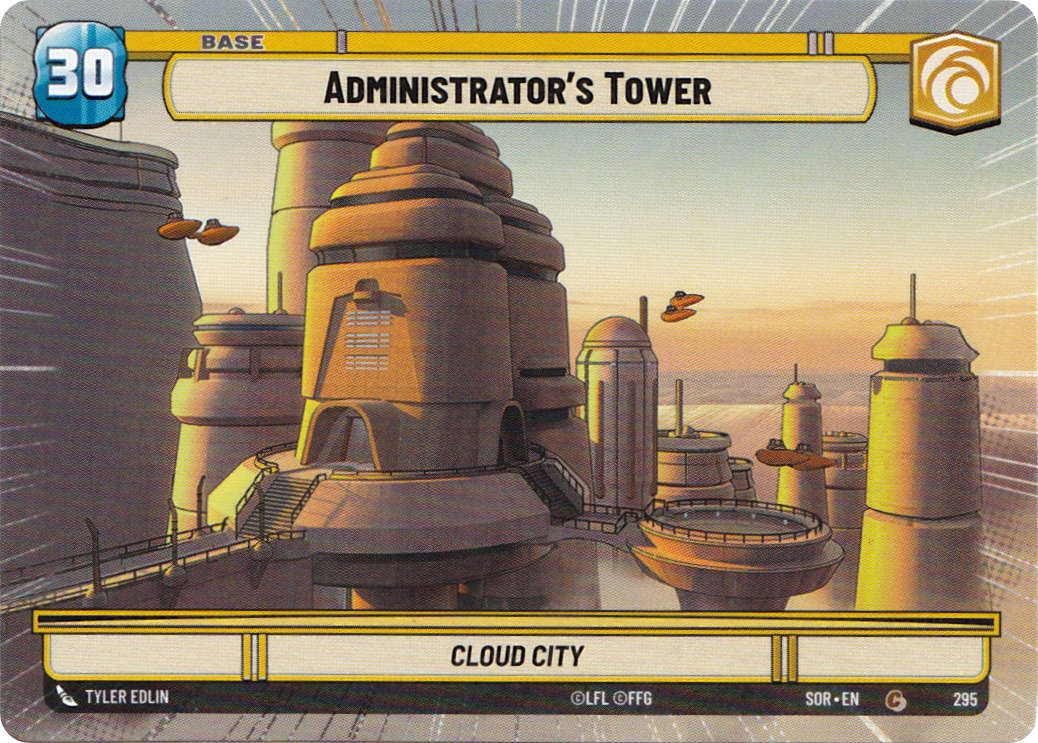 BASE
30
ADMINISTRATOR'S TOWER
CLOUD CITY
TYLER EDLIN
©LFL ©FFG
SOR • EN
C
295